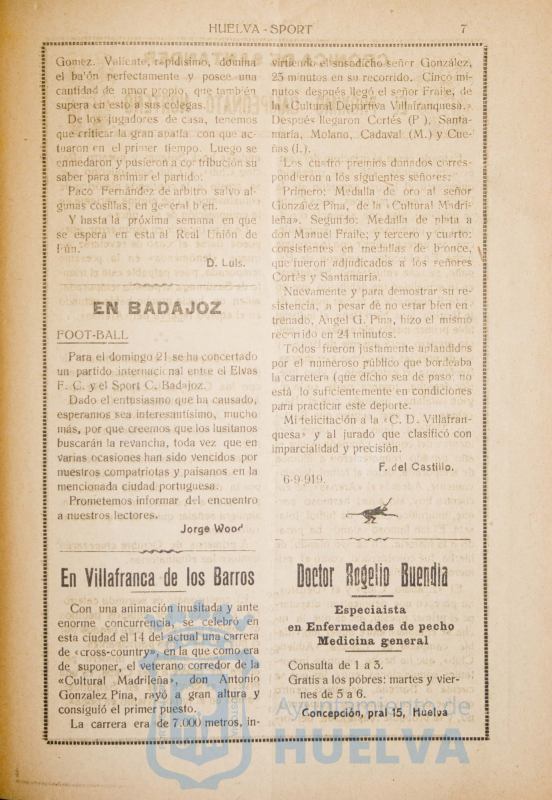 HUELVA - SPORT
7
Gomez. Valiente, rapidísimo, domina
el ba'ón perfectamente y posee una
cantidad de amor propio, que también
supera en esto a sus colegas.
De los jugadores de casa, tenemos
que criticar la gran apatía con que ac-
tuaron en el primer tiempo. Luego se
enmedaron y pusieron a contribución su
saber para animar el partido.
Paco Fernández de arbitro salvo al-
gunas cosillas, en general bien.
Y hasta la próxima semana en que
se espera en esta al Real Unión de
Irún.
D. Luis.
EN BADAJOZ
FOOT-BALL
Para el domingo 21 se ha concertado
un partido internacional entre el Elvas
F. C. y el Sport C. Badajoz.
Dado el entusiasmo que ha causado,
esperamos sea interesantísimo, mucho
más, por que creemos que los lusitanos
buscarán la revancha, toda vez que en
varias ocasiones han sido vencidos por
nuestros compatriotas y paisanos en la
mencionada ciudad portuguesa.
Prometemos informar del encuentro
a nuestros lectores.
Jorge Wood
En Villafranca de los Barros
Con una animación inusitada y ante
enorme concurrencia, se celebró en
esta ciudad el 14 del actual una carrera
de «cross-country», en la que como era
de suponer, el veterano corredor de la
«Cultural Madrileña», don Antonio
Gonzalez Pina, rayó a gran altura y
consiguió el primer puesto.
La carrera era de 7.000 metros, in-
virtiendo el susodicho señor González,
25 minutos en su recorrido. Cinco mi-
nutos después llegó el señor Fraile, de
la «Cultural Deportiva Villafranquesa».
Después llegaron Cortés (P ), Santa-
maría, Molano, Cadaval (M.) y Cue-
ñas (I.).
Los cuatro premios donados corres-
pondieron a los siguientes señores:
Primero: Medalla de oro al señor
González Pina, de la «Cultural Madri-
leña». Segundo: Medalla de plata a
don Manuel Fraile; y tercero y cuarto:
consistentes en medallas de bronce,
que fueron adjudicados a los señores
Cortés y Santamaría.
Nuevamente y para demostrar su re-
sistencia, a pesar de no estar bien en-
trenado, Angel G. Pina, hizo el mismo
recorrido en 24 minutos.
Todos fueron justamente aplaudidos
por el numeroso público que bordeaba
la carretera (que dicho sea de paso, no
está lo suficientemente en condiciones
para practicar este deporte.
Mi felicitación a la «C. D. Villafran-
quesa» y al jurado que clasificó con
imparcialidad y precisión.
F. del Castillo.
6-9-919.
Doctor Rogelio Buendia
Especiaista
en Enfermedades de pecho
Medicina general
Consulta de 1 a 3.
Gratis a los pobres: martes y vier-
nes de 5 a 6.
Concepción, pral 15, Huelva
Ayuntamiento de
HUELVA